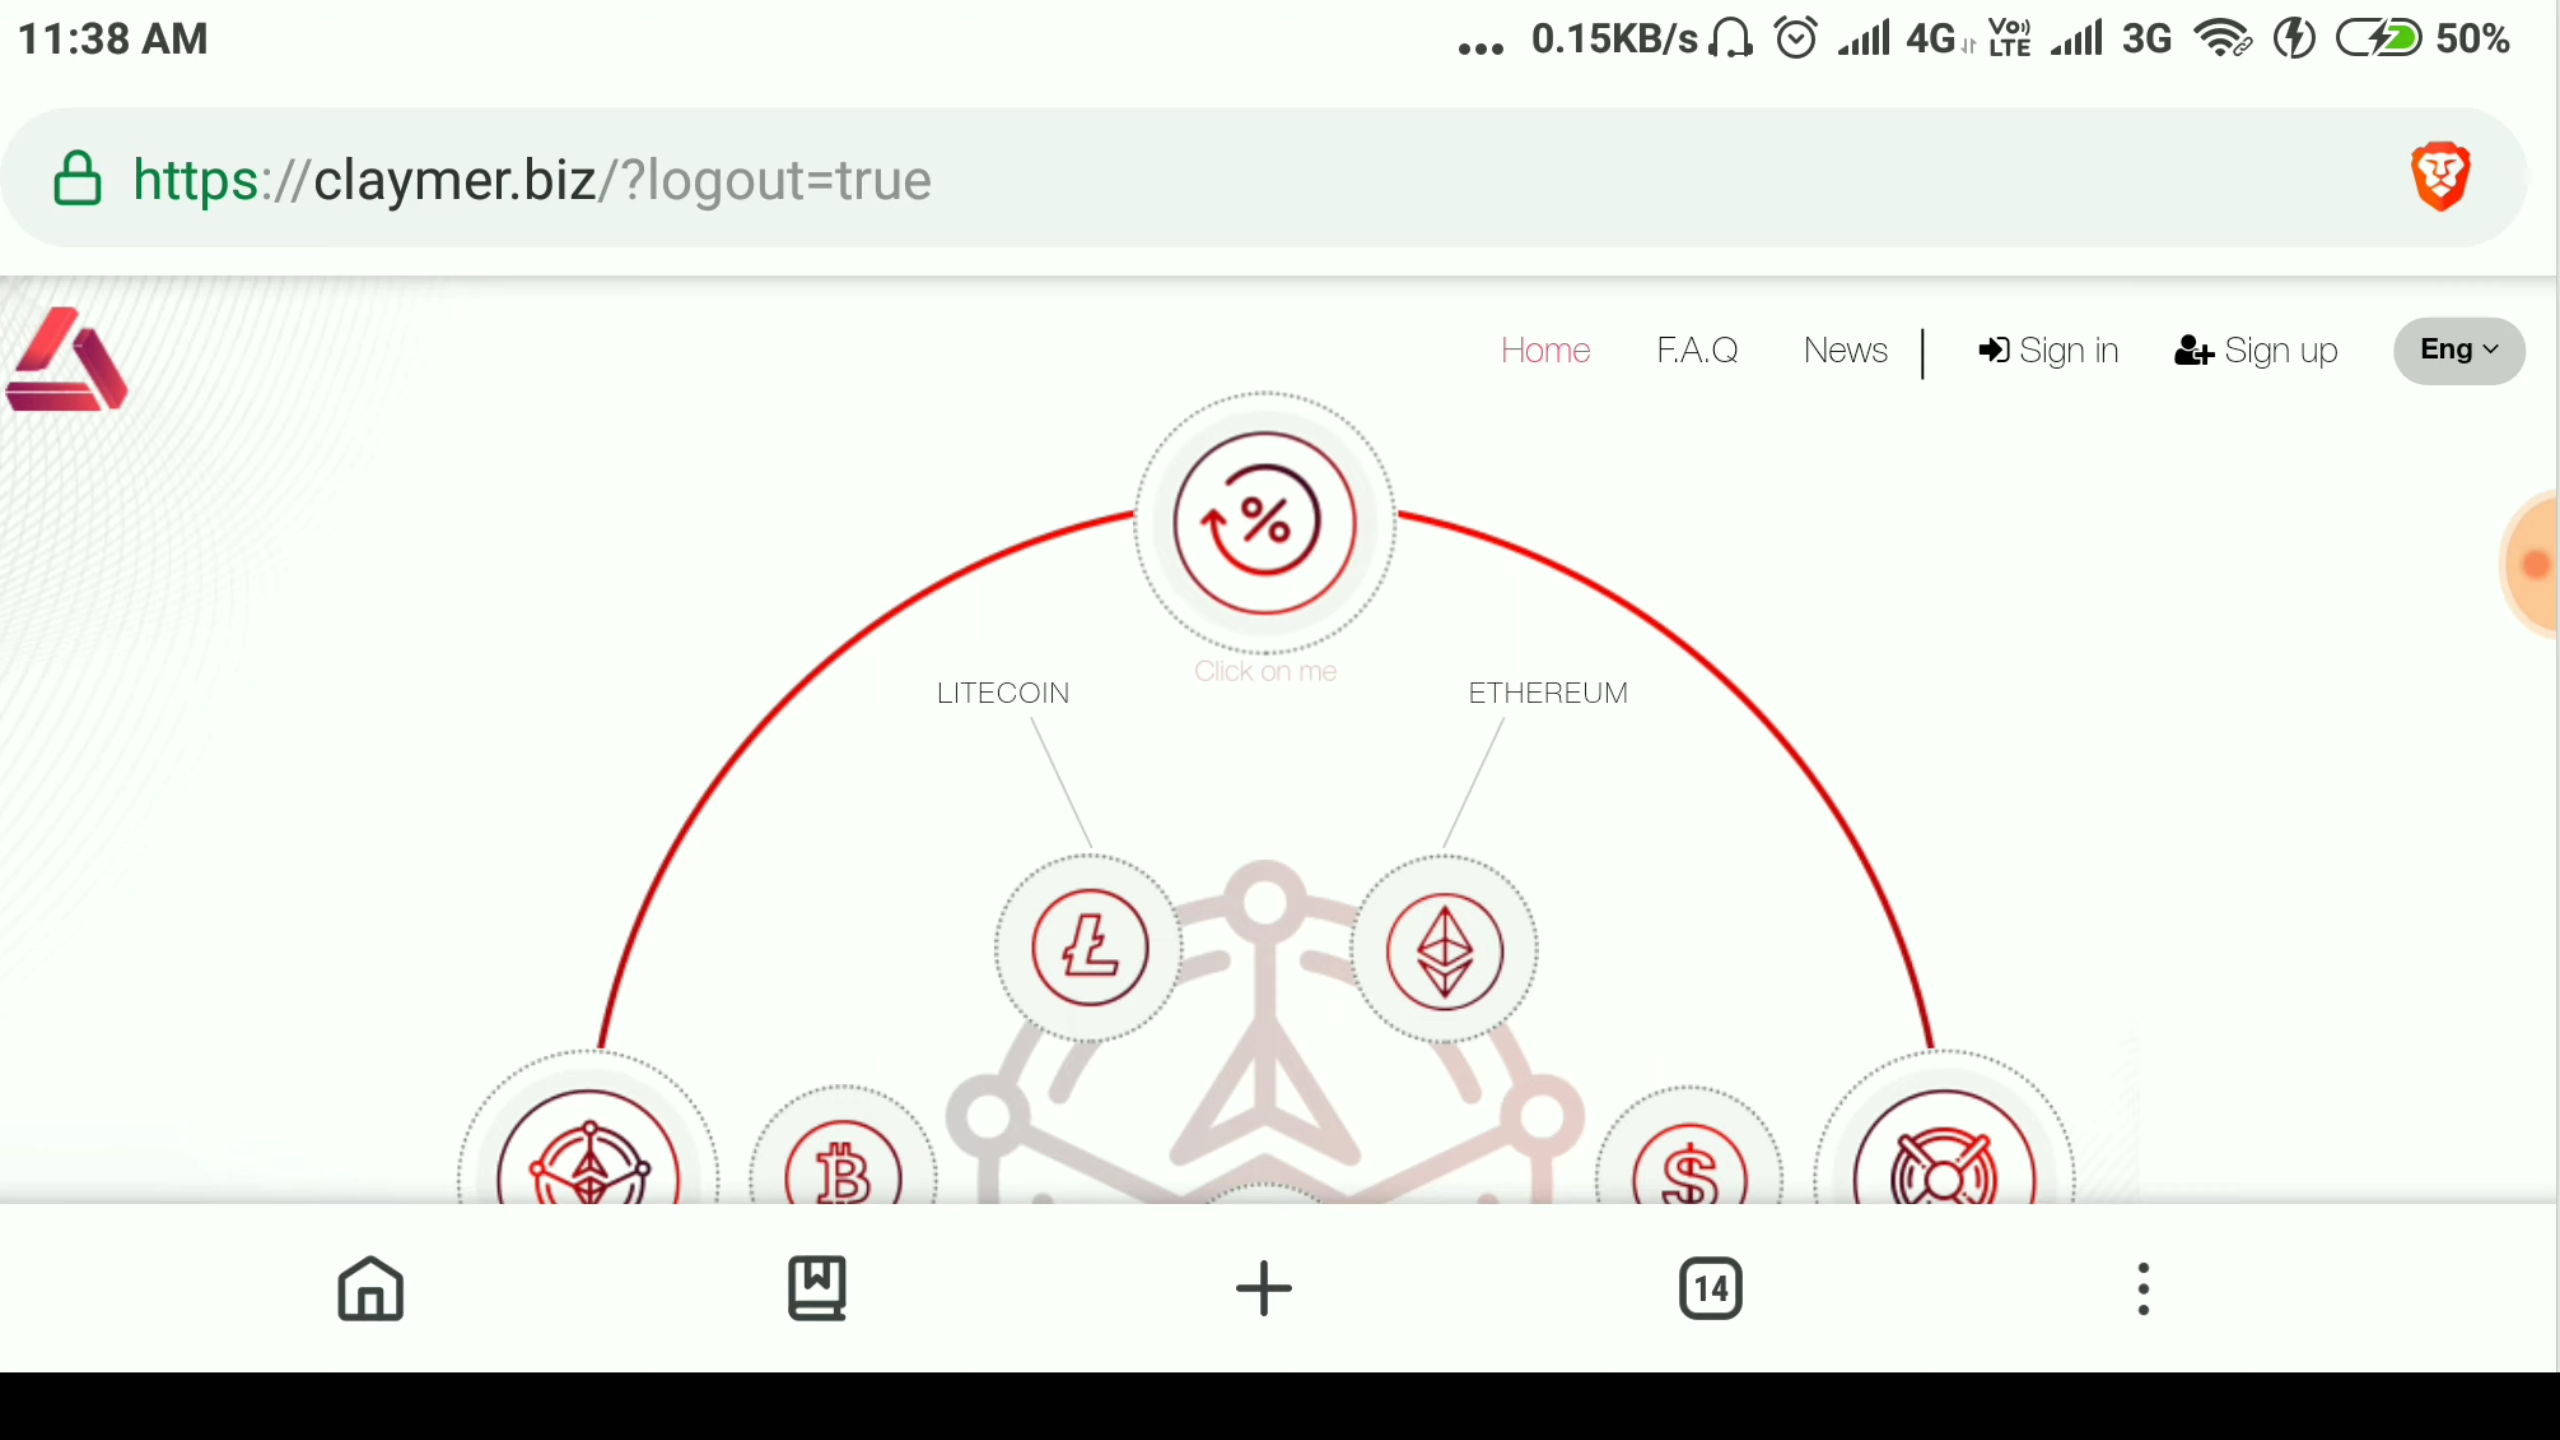 11:38 AM ... 0.15KB/s 4G Vo)) LTE 3G 50%
https://claymer.biz/?logout=true
Home F.A.Q News Sign in Sign up Eng
Click on me
LITECOIN ETHEREUM
14